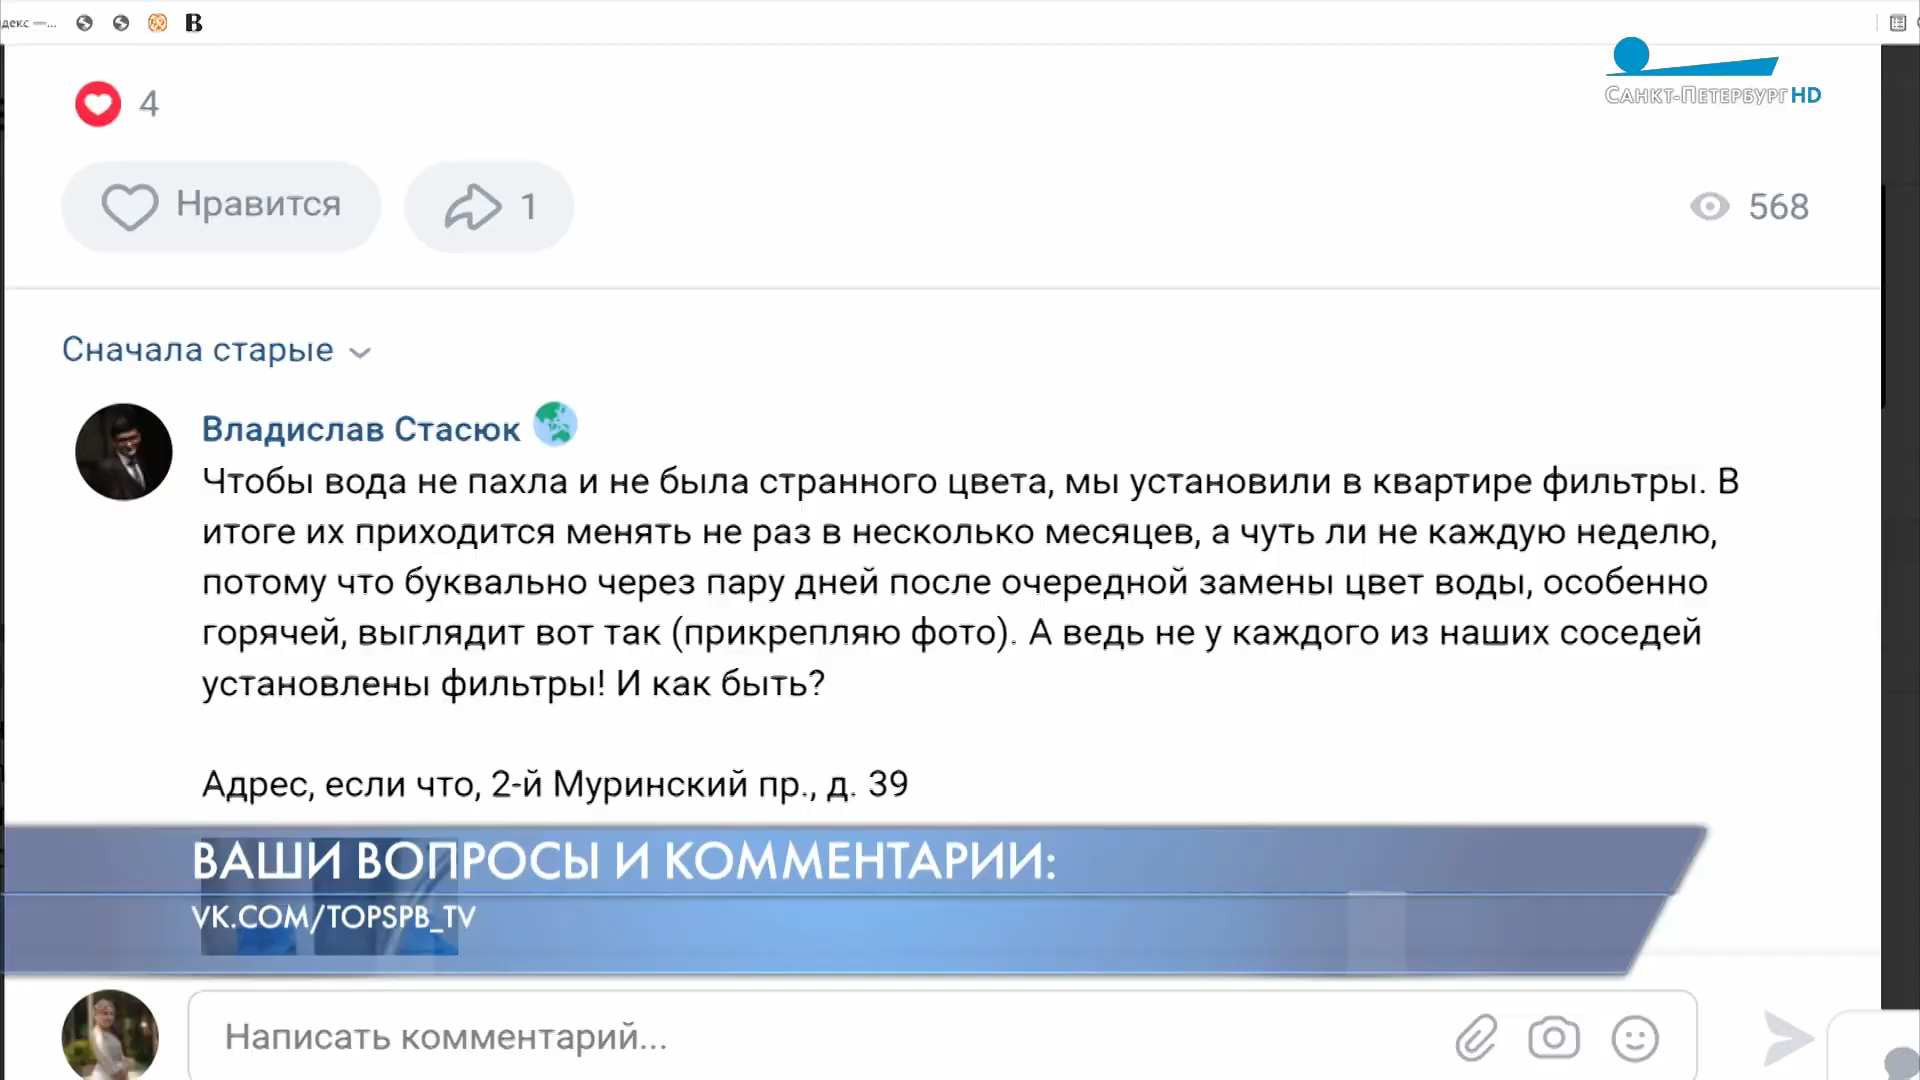 декс —...
B
САНКТ-ПЕТЕРБУРГ HD
4
Нравится
1
568
Сначала старые
Владислав Стасюк
Чтобы вода не пахла и не была странного цвета, мы установили в квартире фильтры. В
итоге их приходится менять не раз в несколько месяцев, а чуть ли не каждую неделю,
потому что буквально через пару дней после очередной замены цвет воды, особенно
горячей, выглядит вот так (прикрепляю фото). А ведь не у каждого из наших соседей
установлены фильтры! И как быть?
Адрес, если что, 2-й Муринский пр., д. 39
ВАШИ ВОПРОСЫ И КОММЕНТАРИИ:
VK.COM/TOPSPB_TV
Написать комментарий...